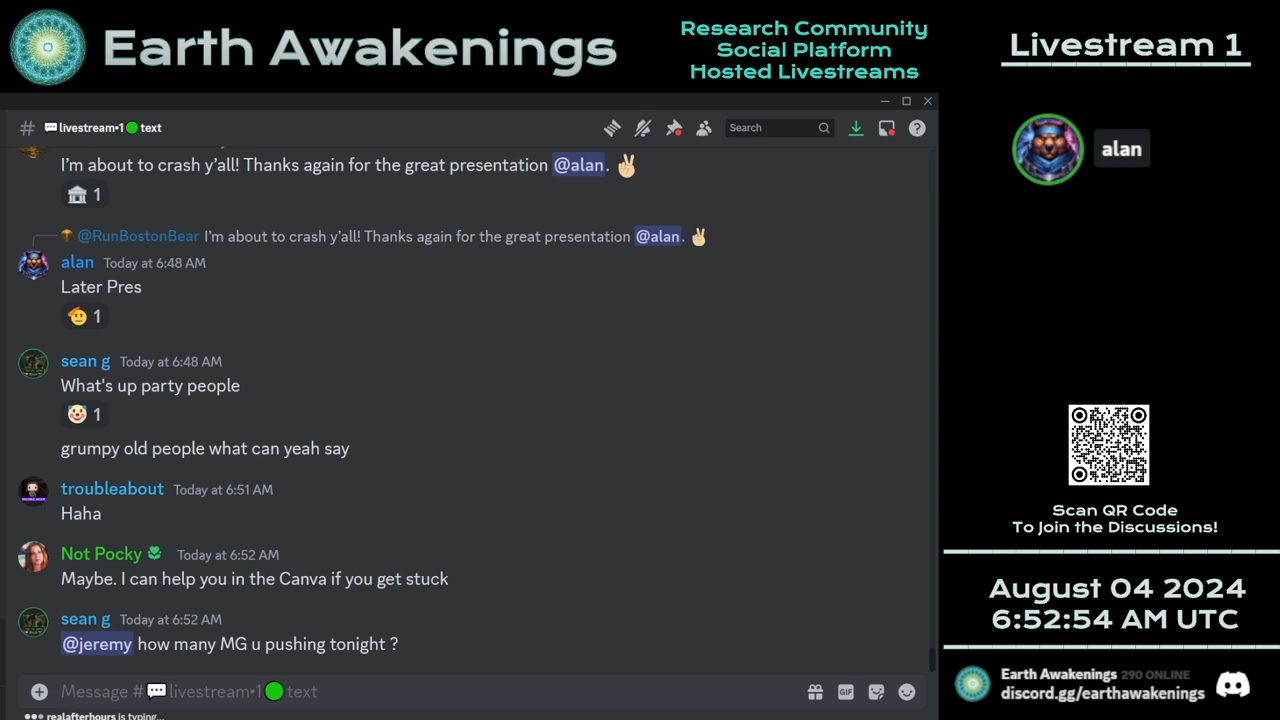 Earth Awakenings
Research Community
Social Platform
Hosted Livestreams
Livestream 1
# livestream•1 text
Search
I'm about to crash y'all! Thanks again for the great presentation @alan.
1
@RunBostonBear I'm about to crash y'all! Thanks again for the great presentation @alan.
alan Today at 6:48 AM
Later Pres
1
sean g Today at 6:48 AM
What's up party people
1
grumpy old people what can yeah say
troubleabout Today at 6:51 AM
Haha
Not Pocky Today at 6:52 AM
Maybe. I can help you in the Canva if you get stuck
sean g Today at 6:52 AM
@jeremy how many MG u pushing tonight ?
Message # livestream•1 text
GIF
realafterhours is typing...
alan
Scan QR Code
To Join the Discussions!
August 04 2024
6:52:54 AM UTC
Earth Awakenings 290 ONLINE
discord.gg/earthawakenings